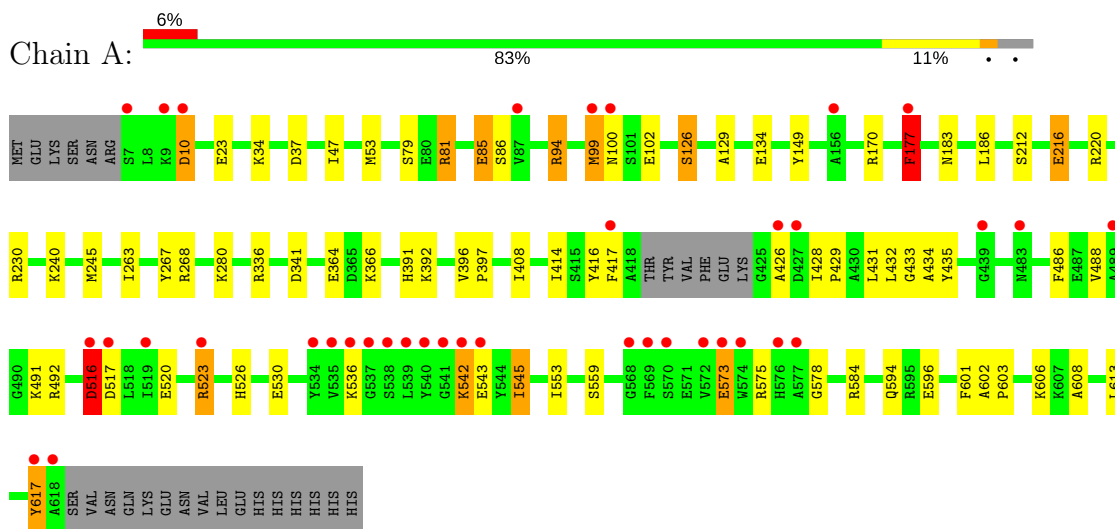 6%
Chain A:
83% 11% • •
MET GLU LYS SER ASN ARG S7 L8 K9 D10 E23 K34 D37 I47 M53 S79 E80 R81 E85 S86 V87 R94 M99 N100 S101 E102 S126 A129 E134 Y149 A156 R170 F177 N183 L186 S212 E216 R220
R230 K240 M245 I263 Y267 R268 K280 R336 D341 E364 D365 K366 H391 K392 V396 P397 I408 I414 S415 Y416 F417 A418 THR TYR VAL PHE GLU LYS G425 A426 D427 I428 P429 A430 L431 L432 G433 A434 Y435 G439 N483 F486 E487 V488 A489
G490 K491 R492 D516 D517 L518 I519 E520 R523 H526 E530 Y534 V535 K536 G537 S538 L539 Y540 G541 K542 E543 Y544 I545 I553 S559 G568 F569 S570 E571 V572 E573 W574 R575 H576 A577 G578 R584 Q594 R595 E596 F601 A602 P603 K606 K607 A608 L613
Y617 A618 SER VAL ASN GLN LYS GLU ASN VAL LEU GLU HIS HIS HIS HIS HIS HIS